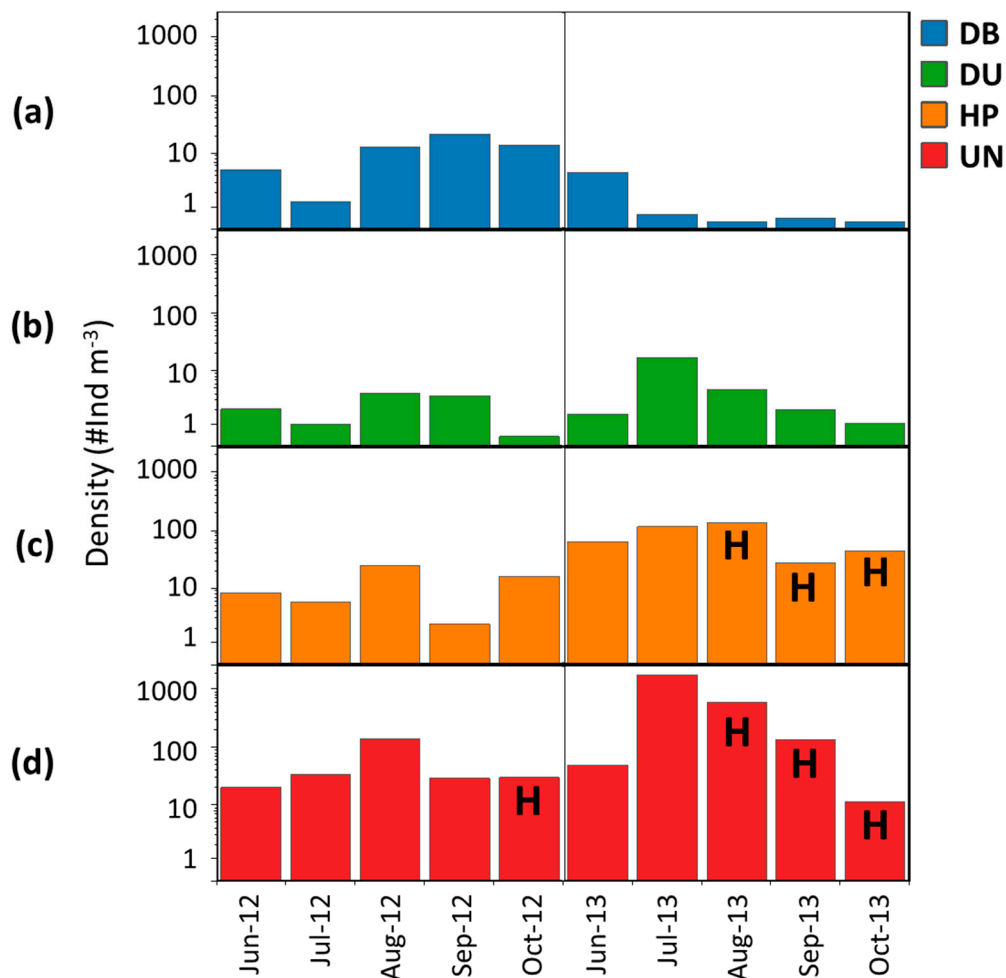 DB
DU
HP
UN
Density (#Ind m⁻³)
(a)
1000
100
10
1
(b)
1000
100
10
1
(c)
1000
100
10
1
H
H
H
(d)
1000
100
10
1
H
H
H
H
Jun-12
Jul-12
Aug-12
Sep-12
Oct-12
Jun-13
Jul-13
Aug-13
Sep-13
Oct-13